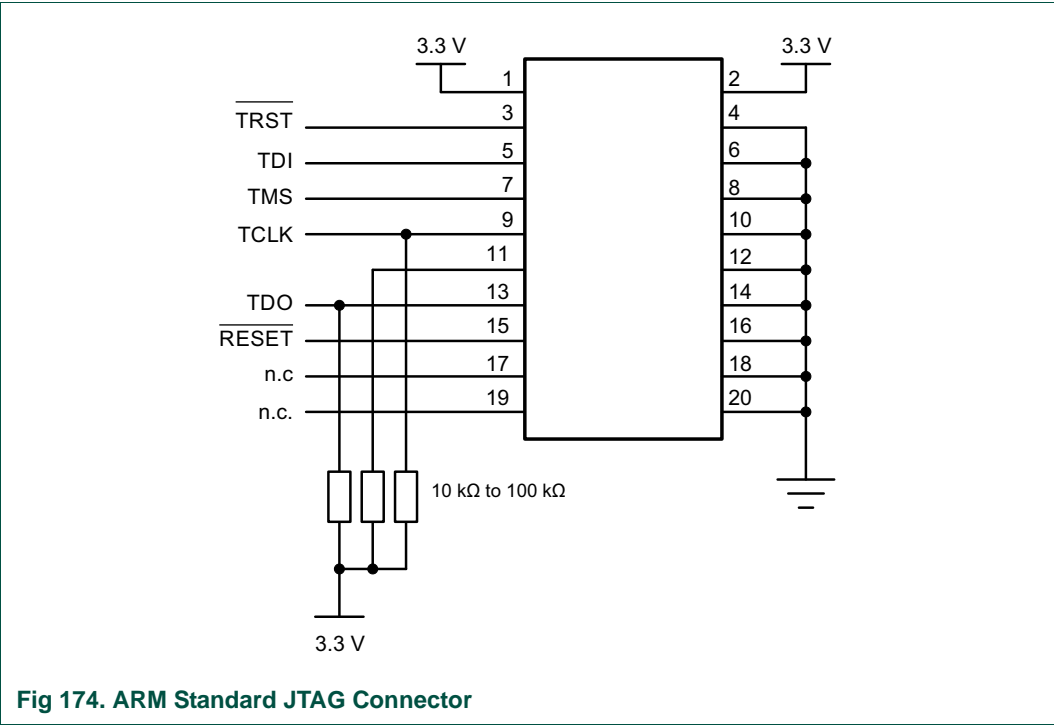 3.3 V 3.3 V
1 2
TRST 3 4
TDI 5 6
TMS 7 8
TCLK 9 10
11 12
TDO 13 14
RESET 15 16
n.c 17 18
n.c. 19 20
10 kΩ to 100 kΩ
3.3 V
Fig 174. ARM Standard JTAG Connector